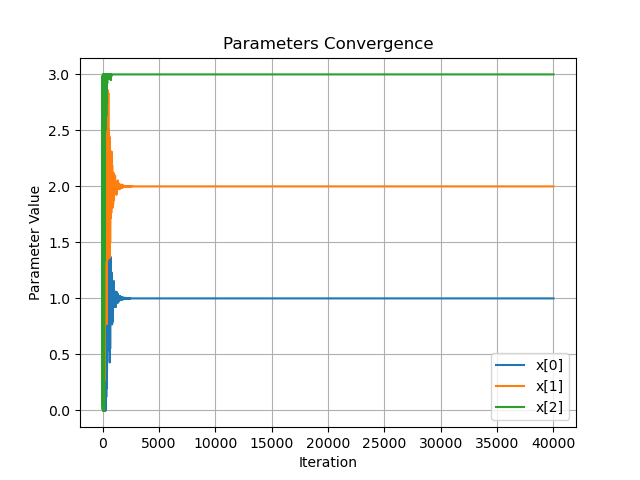 Parameters Convergence
Parameter Value
3.0
2.5
2.0
1.5
1.0
0.5
0.0
x[0]
x[1]
x[2]
0 5000 10000 15000 20000 25000 30000 35000 40000
Iteration